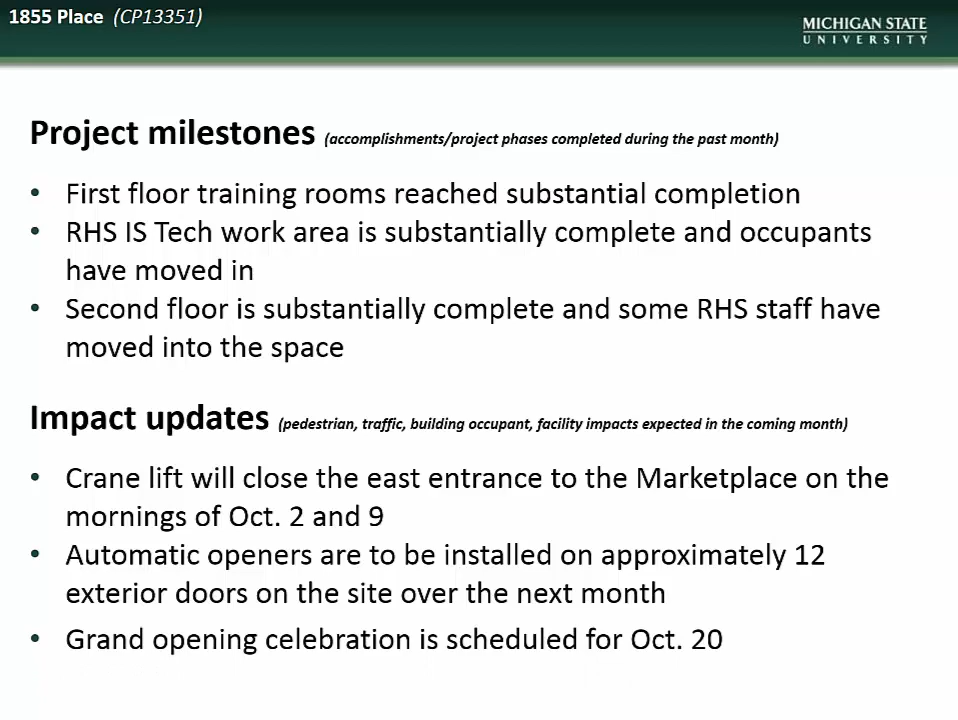 1855 Place (CP13351)
MICHIGAN STATE
UNIVERSITY
Project milestones (accomplishments/project phases completed during the past month)
• First floor training rooms reached substantial completion
• RHS IS Tech work area is substantially complete and occupants
have moved in
• Second floor is substantially complete and some RHS staff have
moved into the space
Impact updates (pedestrian, traffic, building occupant, facility impacts expected in the coming month)
• Crane lift will close the east entrance to the Marketplace on the
mornings of Oct. 2 and 9
• Automatic openers are to be installed on approximately 12
exterior doors on the site over the next month
• Grand opening celebration is scheduled for Oct. 20